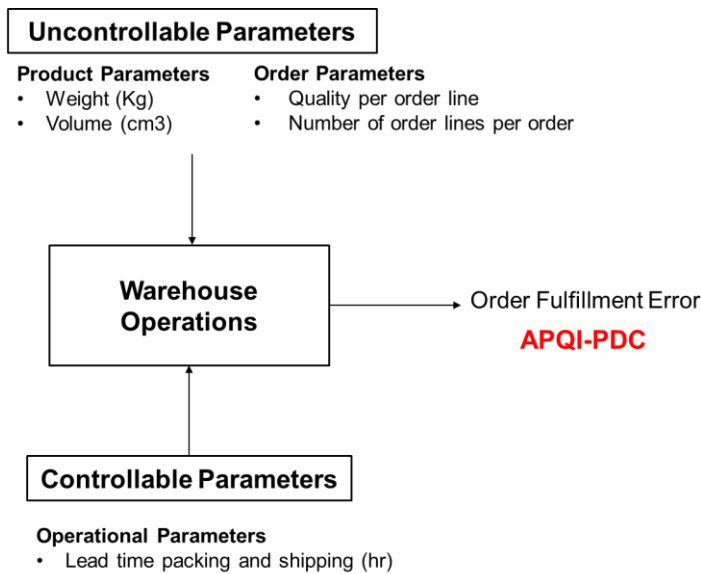 Uncontrollable Parameters
Product Parameters
• Weight (Kg)
• Volume (cm3)
Order Parameters
• Quality per order line
• Number of order lines per order
Warehouse
Operations
Order Fulfillment Error
APQI-PDC
Controllable Parameters
Operational Parameters
• Lead time packing and shipping (hr)